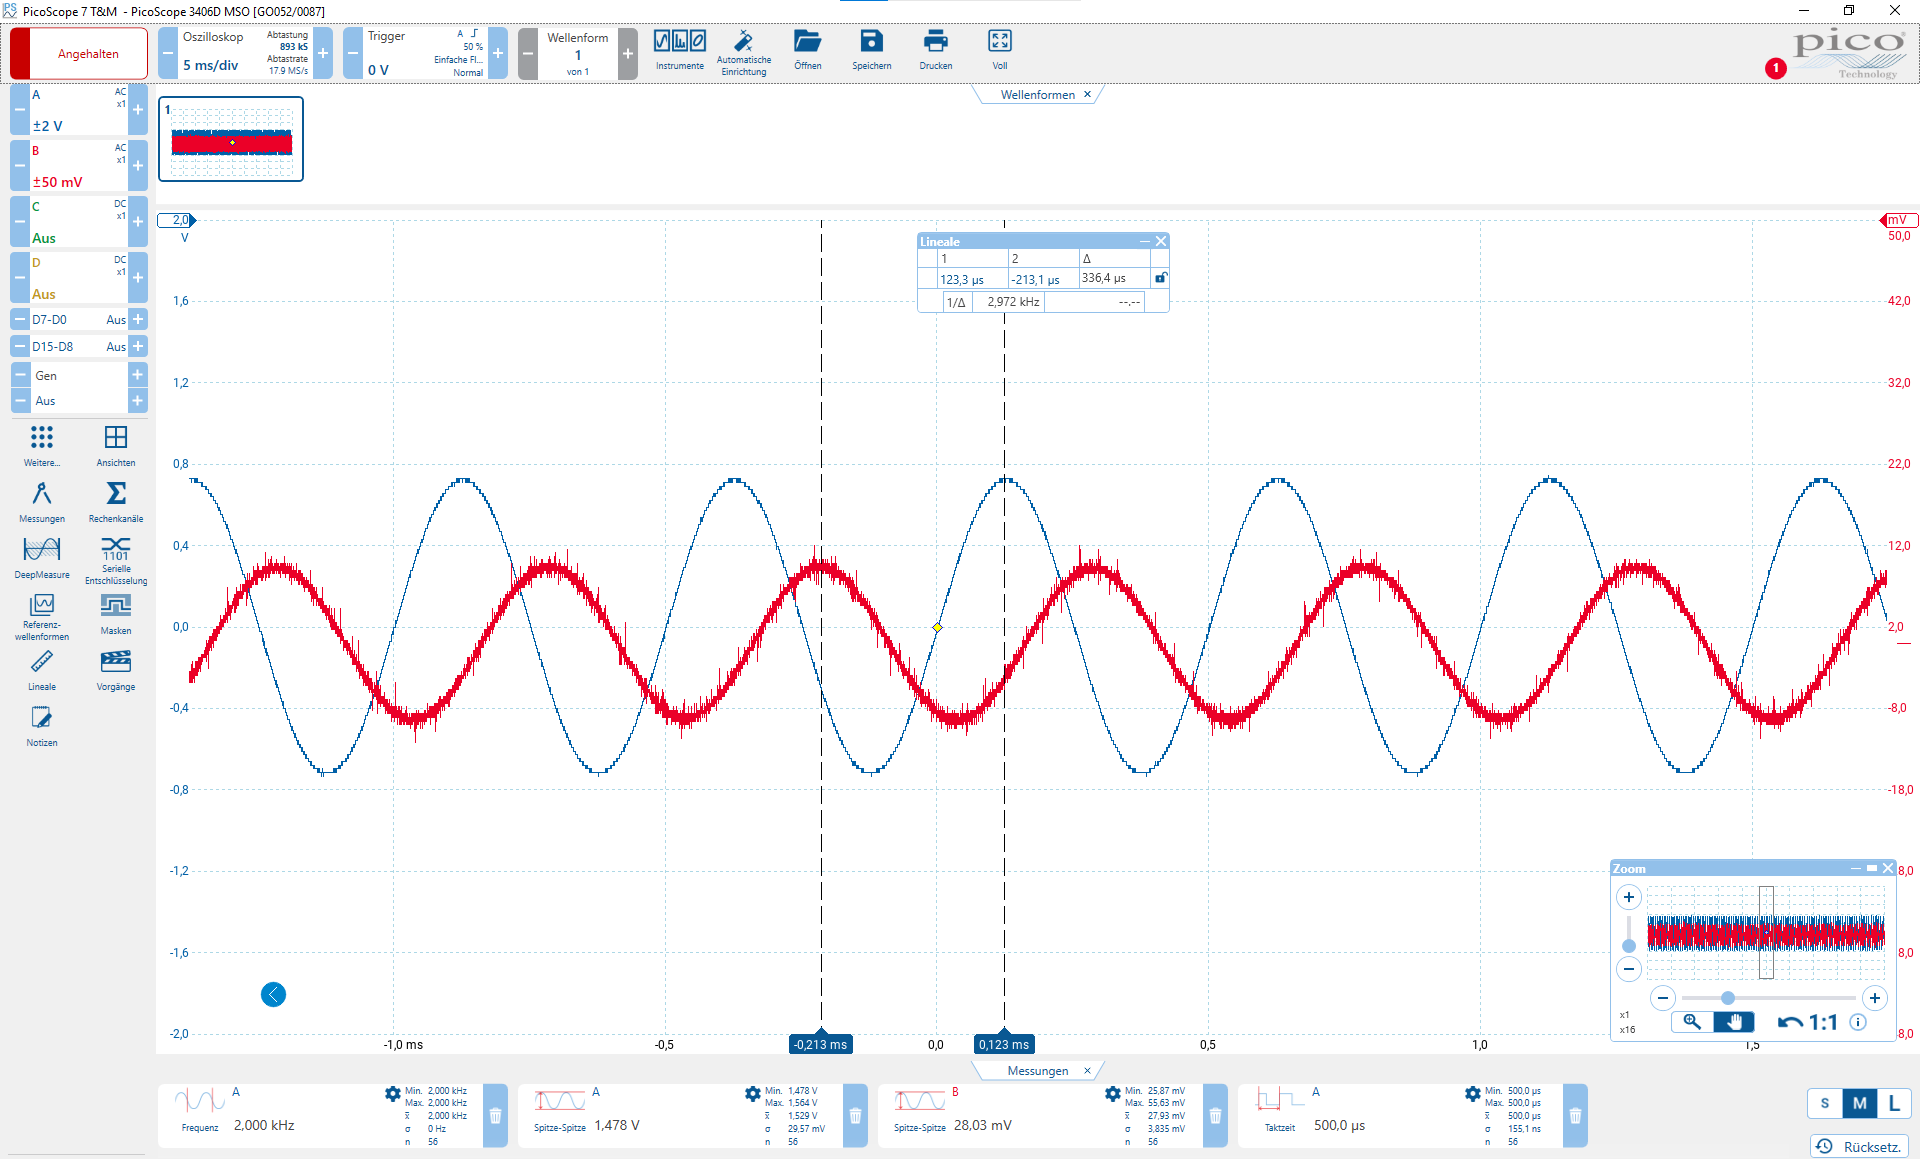 PicoScope 7 T&M - PicoScope 3406D MSO [GO052/0087]
Angehalten
Oszilloskop
5 ms/div
Abtastung
893 kS
Abtastrate
17.9 MS/s
Trigger
0 V
A
50 %
Einfache Fl...
Normal
Wellenform
1
von 1
Instrumente
Automatische
Einrichtung
Öffnen
Speichern
Drucken
Voll
1
pico
Technology
A
AC
x1
±2 V
B
AC
x1
±50 mV
C
DC
x1
Aus
D
DC
x1
Aus
D7-D0 Aus
D15-D8 Aus
Gen
Aus
Weitere...
Ansichten
Messungen
Rechenkanäle
DeepMeasure
1101
Serielle
Entschlüsselung
Referenz-
wellenformen
Masken
Lineale
Vorgänge
Notizen
Wellenformen ×
1
2,0
V
1,6
1,2
0,8
0,4
0,0
-0,4
-0,8
-1,2
-1,6
-2,0
mV
50,0
42,0
32,0
22,0
12,0
2,0
-8,0
-18,0
8,0
8,0
8,0
Lineale
1 2 Δ
123,3 µs -213,1 µs 336,4 µs
1/Δ 2,972 kHz --.--
-1,0 ms
-0,5
-0,213 ms
0,0
0,123 ms
0,5
1,0
1,5
Zoom
x1
x16
1:1
Messungen ×
A
Frequenz 2,000 kHz
Min. 2,000 kHz
Max. 2,000 kHz
x̄ 2,000 kHz
σ 0 Hz
n 56
A
Spitze-Spitze 1,478 V
Min. 1,478 V
Max. 1,564 V
x̄ 1,529 V
σ 29,57 mV
n 56
B
Spitze-Spitze 28,03 mV
Min. 25,87 mV
Max. 55,63 mV
x̄ 27,93 mV
σ 3,835 mV
n 56
A
Taktzeit 500,0 µs
Min. 500,0 µs
Max. 500,0 µs
x̄ 500,0 µs
σ 155,1 ns
n 56
S M L
Rücksetz.